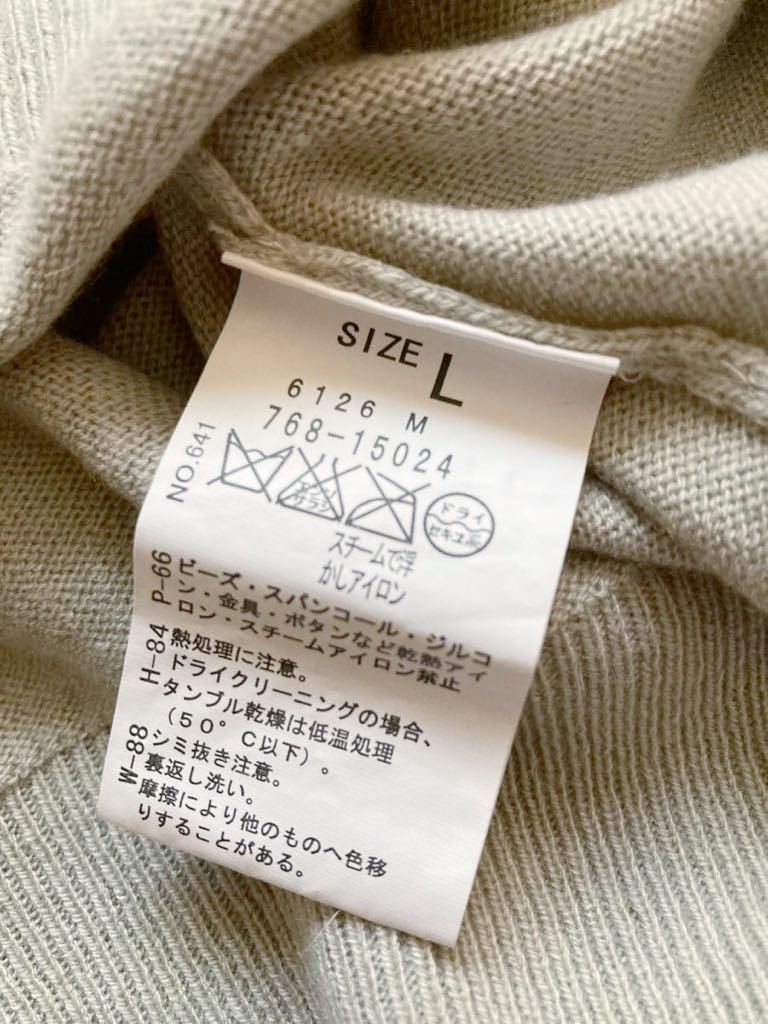 SIZE L
6126 M
768-15024
NO.641
エンソ
サラシ
ドライ
セキユ系
スチームで浮
かしアイロン
P-66 ビーズ・スパンコール・ジルコ
ン・金具・ボタンなど乾熱アイ
ロン・スチームアイロン禁止
H-84 熱処理に注意。
ドライクリーニングの場合、
タンブル乾燥は低温処理
(50°C以下)。
W-88 シミ抜き注意。
裏返し洗い。
摩擦により他のものへ色移
りすることがある。